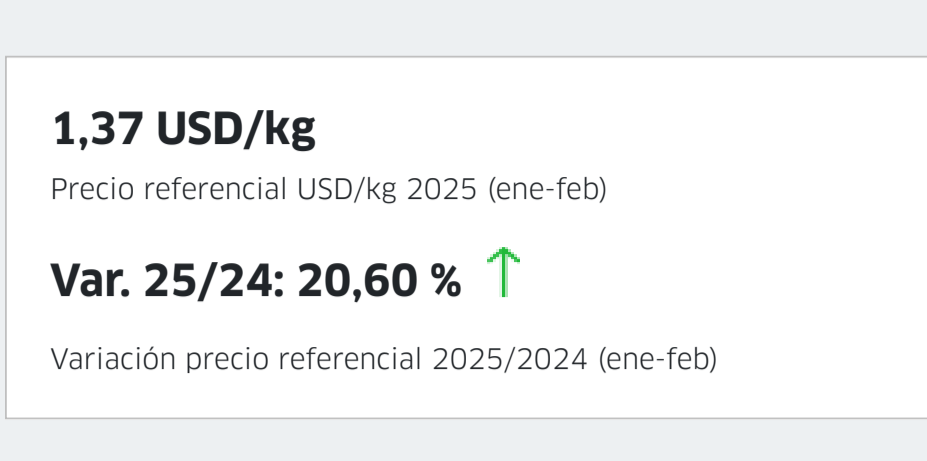 1,37 USD/kg
Precio referencial USD/kg 2025 (ene-feb)
Var. 25/24: 20,60 % ↑
Variación precio referencial 2025/2024 (ene-feb)